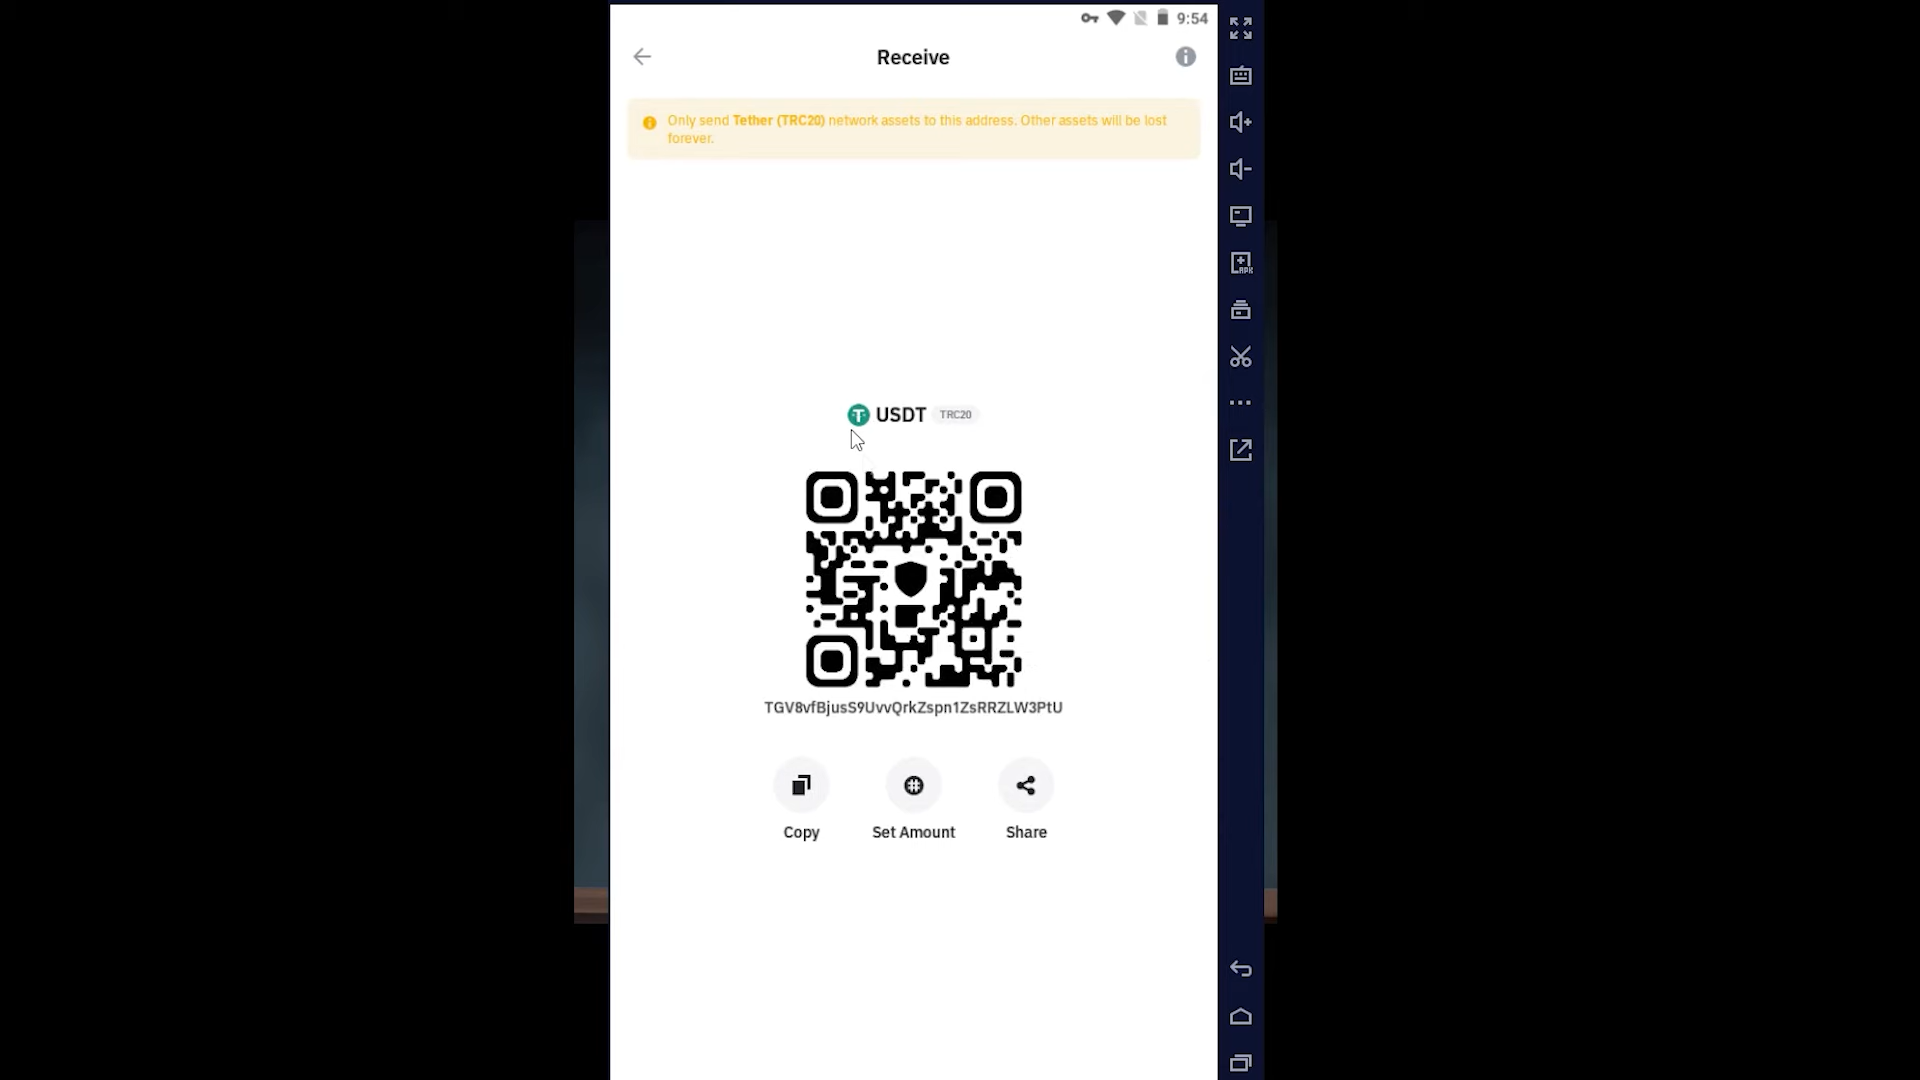 9:54
Receive
Only send Tether (TRC20) network assets to this address. Other assets will be lost
forever.
USDT TRC20
TGV8vfBjusS9UvvQrkZspn1ZsRRZLW3PtU
Copy
Set Amount
Share
APK